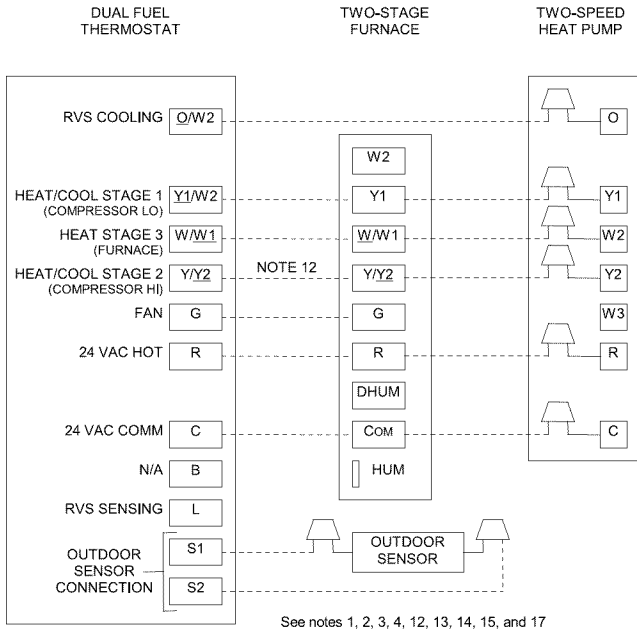 DUAL FUEL
THERMOSTAT
TWO-STAGE
FURNACE
TWO-SPEED
HEAT PUMP
RVS COOLING O/W2 O
W2
HEAT/COOL STAGE 1 Y1/W2 Y1 Y1
(COMPRESSOR LO)
HEAT STAGE 3 W/W1 W/W1 W2
(FURNACE)
HEAT/COOL STAGE 2 Y/Y2 NOTE 12 Y/Y2 Y2
(COMPRESSOR HI)
FAN G G W3
24 VAC HOT R R R
DHUM
24 VAC COMM C COM C
N/A B HUM
RVS SENSING L
OUTDOOR
SENSOR
CONNECTION
S1
S2
OUTDOOR
SENSOR
See notes 1, 2, 3, 4, 12, 13, 14, 15, and 17